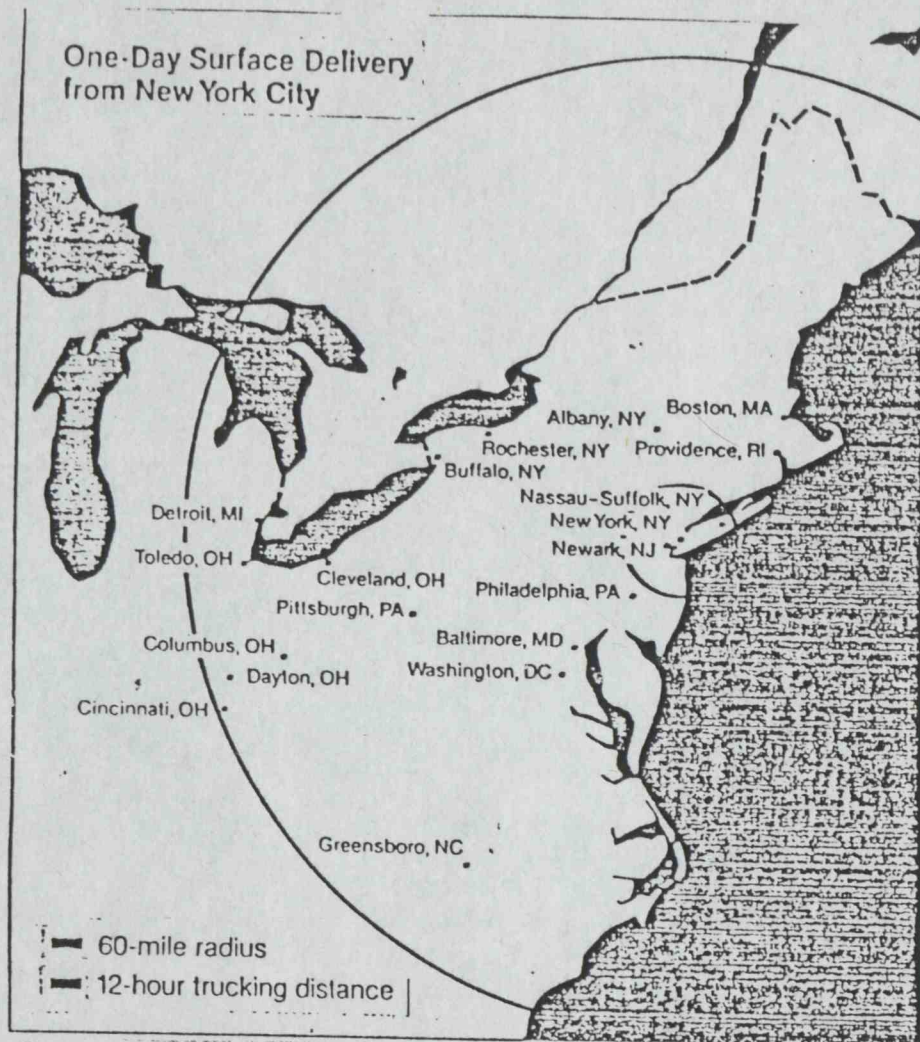 One-Day Surface Delivery
from New York City
Albany, NY
Boston, MA
Rochester, NY
Providence, RI
Buffalo, NY
Nassau-Suffolk, NY
New York, NY
Detroit, MI
Newark, NJ
Toledo, OH
Cleveland, OH
Philadelphia, PA
Pittsburgh, PA
Baltimore, MD
Columbus, OH
Washington, DC
Dayton, OH
Cincinnati, OH
Greensboro, NC
60-mile radius
12-hour trucking distance